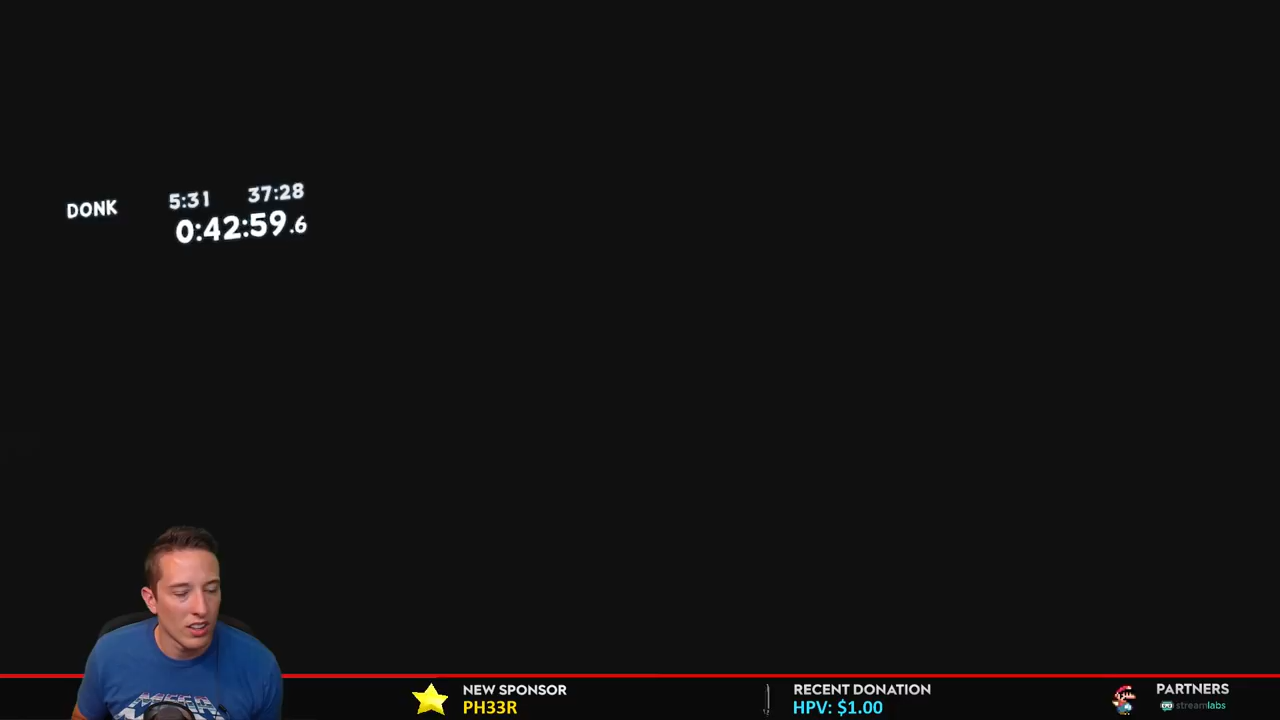 DONK 5:31 37:28
0:42:59.6
MEGA
NEW SPONSOR
PH33R
RECENT DONATION
HPV: $1.00
PARTNERS
streamlabs